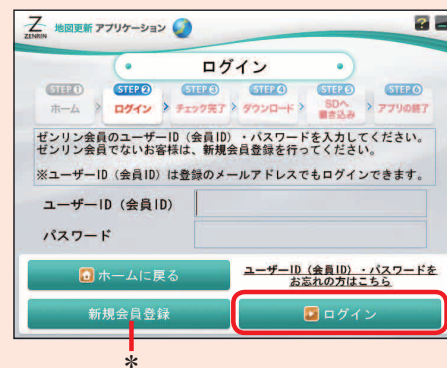 ZENRIN 地図更新 アプリケーション
ログイン
STEP① STEP② STEP③ STEP④ STEP⑤ STEP⑥
ホーム > ログイン > チェック完了 > ダウンロード > SDへ書き込み > アプリの終了
ゼンリン会員のユーザーID(会員ID)・パスワードを入力してください。
ゼンリン会員でないお客様は、新規会員登録を行ってください。
※ユーザーID(会員ID)は登録のメールアドレスでもログインできます。
ユーザーID(会員ID)
パスワード
ホームに戻る
ユーザーID(会員ID)・パスワードを
お忘れの方はこちら
新規会員登録
ログイン
*